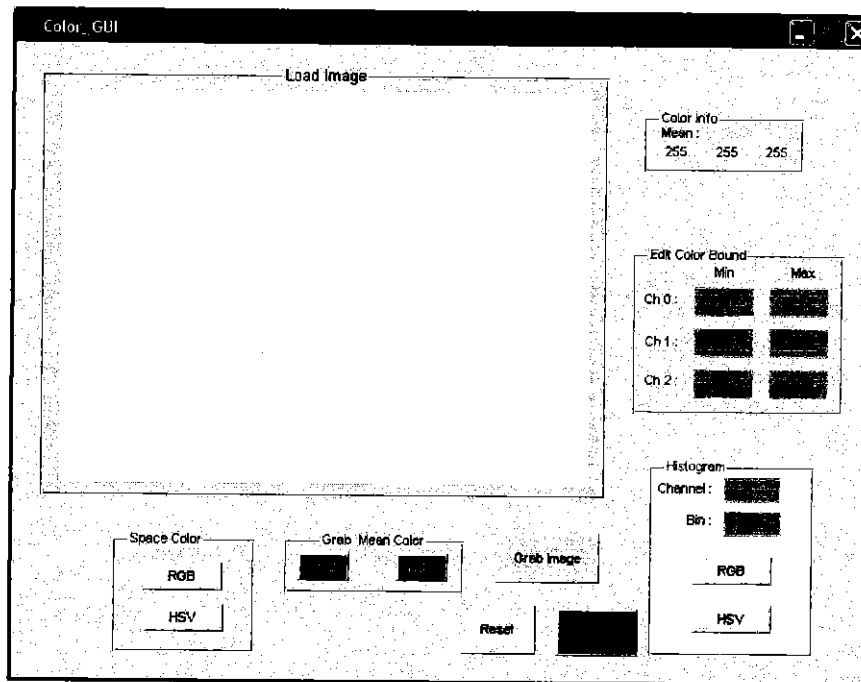 Color_GUI
Load Image
Color Info
Mean :
255 255 255
Edit Color Bound
Min Max
Ch 0 :
Ch 1 :
Ch 2 :
Histogram
Channel :
Bin :
RGB
HSV
Space Color
RGB
HSV
Grab Mean Color
Grab Image
Reset